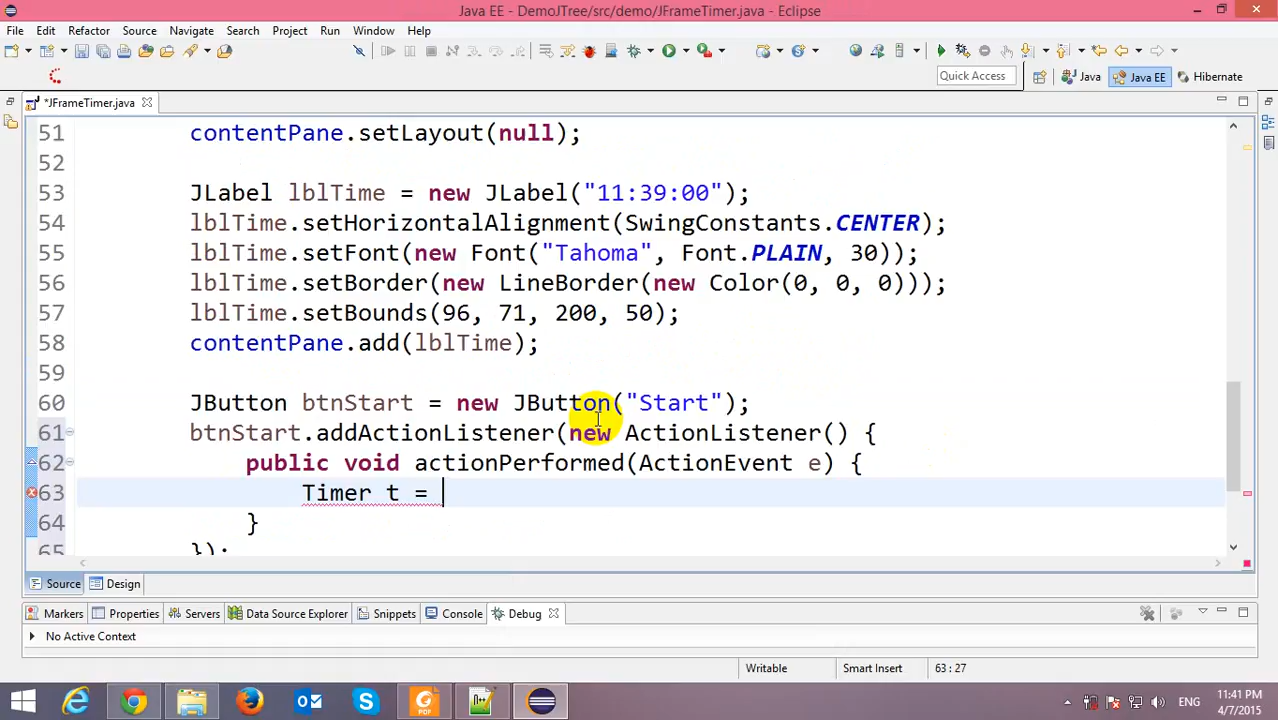 Java EE - DemoJTree/src/demo/JFrameTimer.java - Eclipse
File Edit Refactor Source Navigate Search Project Run Window Help
Quick Access Java Java EE Hibernate
*JFrameTimer.java
51 contentPane.setLayout(null);
52
53 JLabel lblTime = new JLabel("11:39:00");
54 lblTime.setHorizontalAlignment(SwingConstants.CENTER);
55 lblTime.setFont(new Font("Tahoma", Font.PLAIN, 30));
56 lblTime.setBorder(new LineBorder(new Color(0, 0, 0)));
57 lblTime.setBounds(96, 71, 200, 50);
58 contentPane.add(lblTime);
59
60 JButton btnStart = new JButton("Start");
61 btnStart.addActionListener(new ActionListener() {
62 public void actionPerformed(ActionEvent e) {
63 Timer t =
64 }
65 });
Source Design
Markers Properties Servers Data Source Explorer Snippets Console Debug
No Active Context
Writable Smart Insert 63 : 27
ENG 11:41 PM
4/7/2015